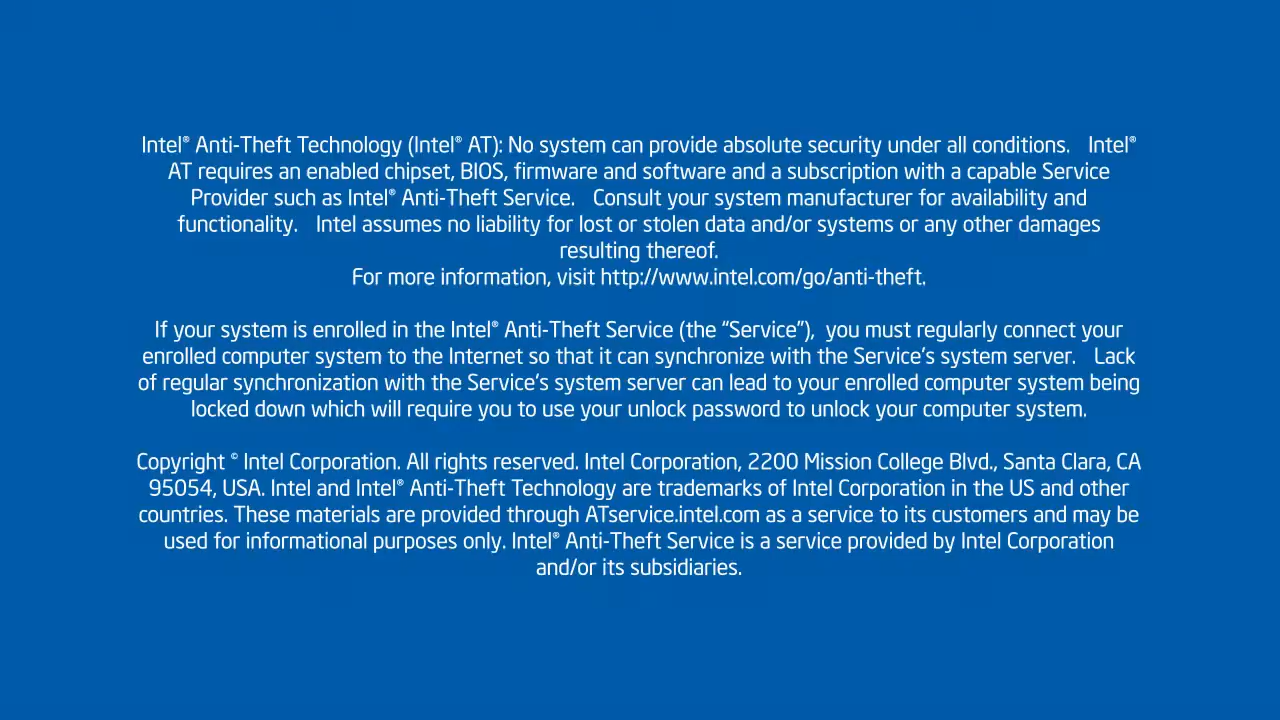 Intel® Anti-Theft Technology (Intel® AT): No system can provide absolute security under all conditions. Intel®
AT requires an enabled chipset, BIOS, firmware and software and a subscription with a capable Service
Provider such as Intel® Anti-Theft Service. Consult your system manufacturer for availability and
functionality. Intel assumes no liability for lost or stolen data and/or systems or any other damages
resulting thereof.
For more information, visit http://www.intel.com/go/anti-theft.
If your system is enrolled in the Intel® Anti-Theft Service (the “Service”), you must regularly connect your
enrolled computer system to the Internet so that it can synchronize with the Service’s system server. Lack
of regular synchronization with the Service’s system server can lead to your enrolled computer system being
locked down which will require you to use your unlock password to unlock your computer system.
Copyright © Intel Corporation. All rights reserved. Intel Corporation, 2200 Mission College Blvd., Santa Clara, CA
95054, USA. Intel and Intel® Anti-Theft Technology are trademarks of Intel Corporation in the US and other
countries. These materials are provided through ATservice.intel.com as a service to its customers and may be
used for informational purposes only. Intel® Anti-Theft Service is a service provided by Intel Corporation
and/or its subsidiaries.